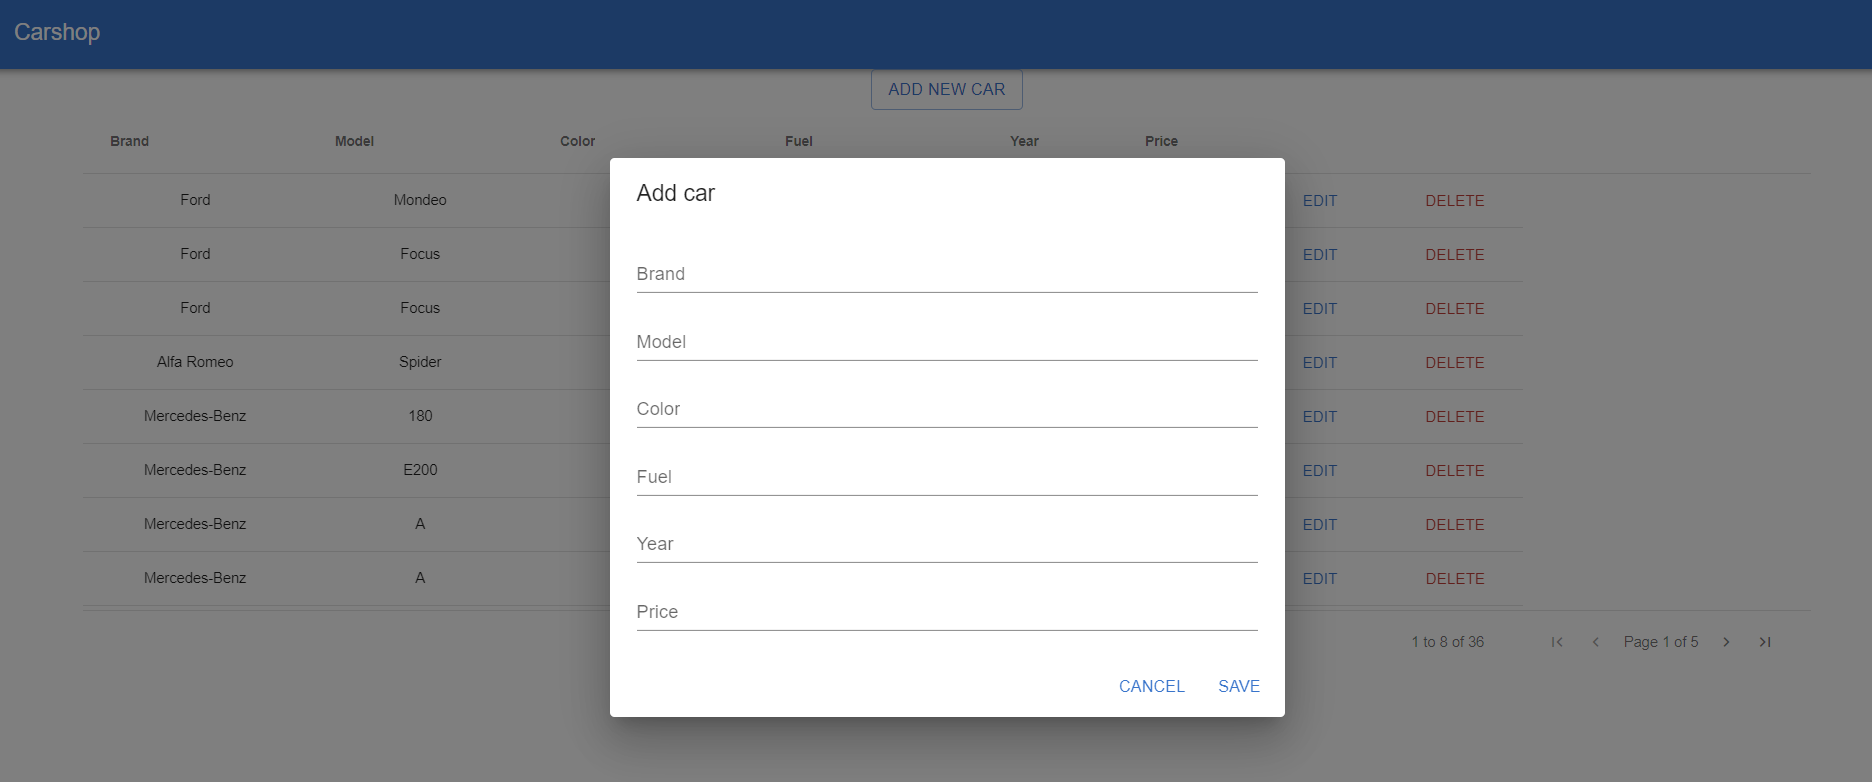 Carshop
ADD NEW CAR
Brand Model Color Fuel Year Price
Add car
Ford Mondeo EDIT DELETE
Ford Focus EDIT DELETE
Ford Focus EDIT DELETE
Alfa Romeo Spider EDIT DELETE
Mercedes-Benz 180 EDIT DELETE
Mercedes-Benz E200 EDIT DELETE
Mercedes-Benz A EDIT DELETE
Mercedes-Benz A EDIT DELETE
Brand
Model
Color
Fuel
Year
Price
1 to 8 of 36 Page 1 of 5
CANCEL SAVE